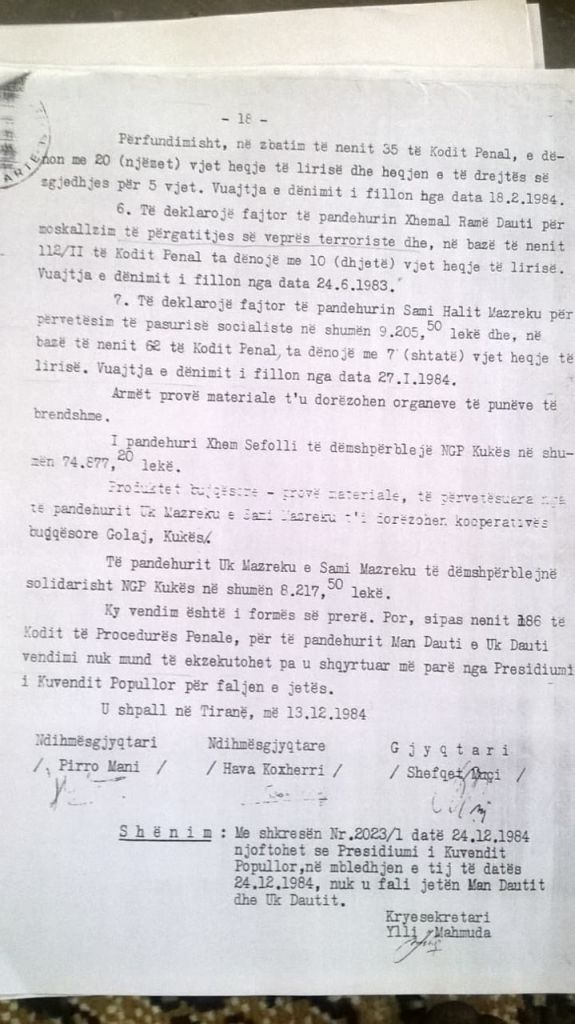 - 18 -
Përfundimisht, në zbatim të nenit 35 të Kodit Penal, e dë-
non me 20 (njëzet) vjet heqje të lirisë dhe heqjen e të drejtës së
zgjedhjes për 5 vjet. Vuajtja e dënimit i fillon nga data 18.2.1984.
6. Të deklarojë fajtor të pandehurin Xhemal Ramë Dauti për
moskallzim të përgatitjes së veprës terroriste dhe, në bazë të nenit
112/II të Kodit Penal ta dënojë me 10 (dhjetë) vjet heqje të lirisë.
Vuajtja e dënimit i fillon nga data 24.6.1983.
7. Të deklarojë fajtor të pandehurin Sami Halit Mazreku për
përvetësim të pasurisë socialiste në shumën 9.205,50 lekë dhe, në
bazë të nenit 62 të Kodit Penal, ta dënojë me 7 (shtatë) vjet heqje të
lirisë. Vuajtja e dënimit i fillon nga data 27.I.1984.
Armët provë materiale t'u dorëzohen organeve të punëve të
brendshme.
I pandehuri Xhem Sefolli të dëmshpërblejë NGP Kukës në shu-
mën 74.877,20 lekë.
Produktet bujqësore - provë materiale, të përvetësuara nga
të pandehurit Uk Mazreku e Sami Mazreku t'i dorëzohen kooperativës
bugqësore Golaj, Kukës.
Të pandehurit Uk Mazreku e Sami Mazreku të dëmshpërblejnë
solidarisht NGP Kukës në shumën 8.217,50 lekë.
Ky vendim është i formës së prerë. Por, sipas nenit 186 të
Kodit të Procedurës Penale, për të pandehurit Man Dauti e Uk Dauti
vendimi nuk mund të ekzekutohet pa u shqyrtuar më parë nga Presidiumi
i Kuvendit Popullor për faljen e jetës.
U shpall në Tiranë, më 13.12.1984
Ndihmësgjyqtari Ndihmësgjyqtare Gjyqtari
/ Pirro Mani / / Hava Koxherri / / Shefqet /
Shënim : Me shkresën Nr.2023/1 datë 24.12.1984
njoftohet se Presidiumi i Kuvendit
Popullor,në mbledhjen e tij të datës
24.12.1984, nuk u fali jetën Man Dautit
dhe Uk Dautit.
Kryesekretari
Ylli Mahmuda